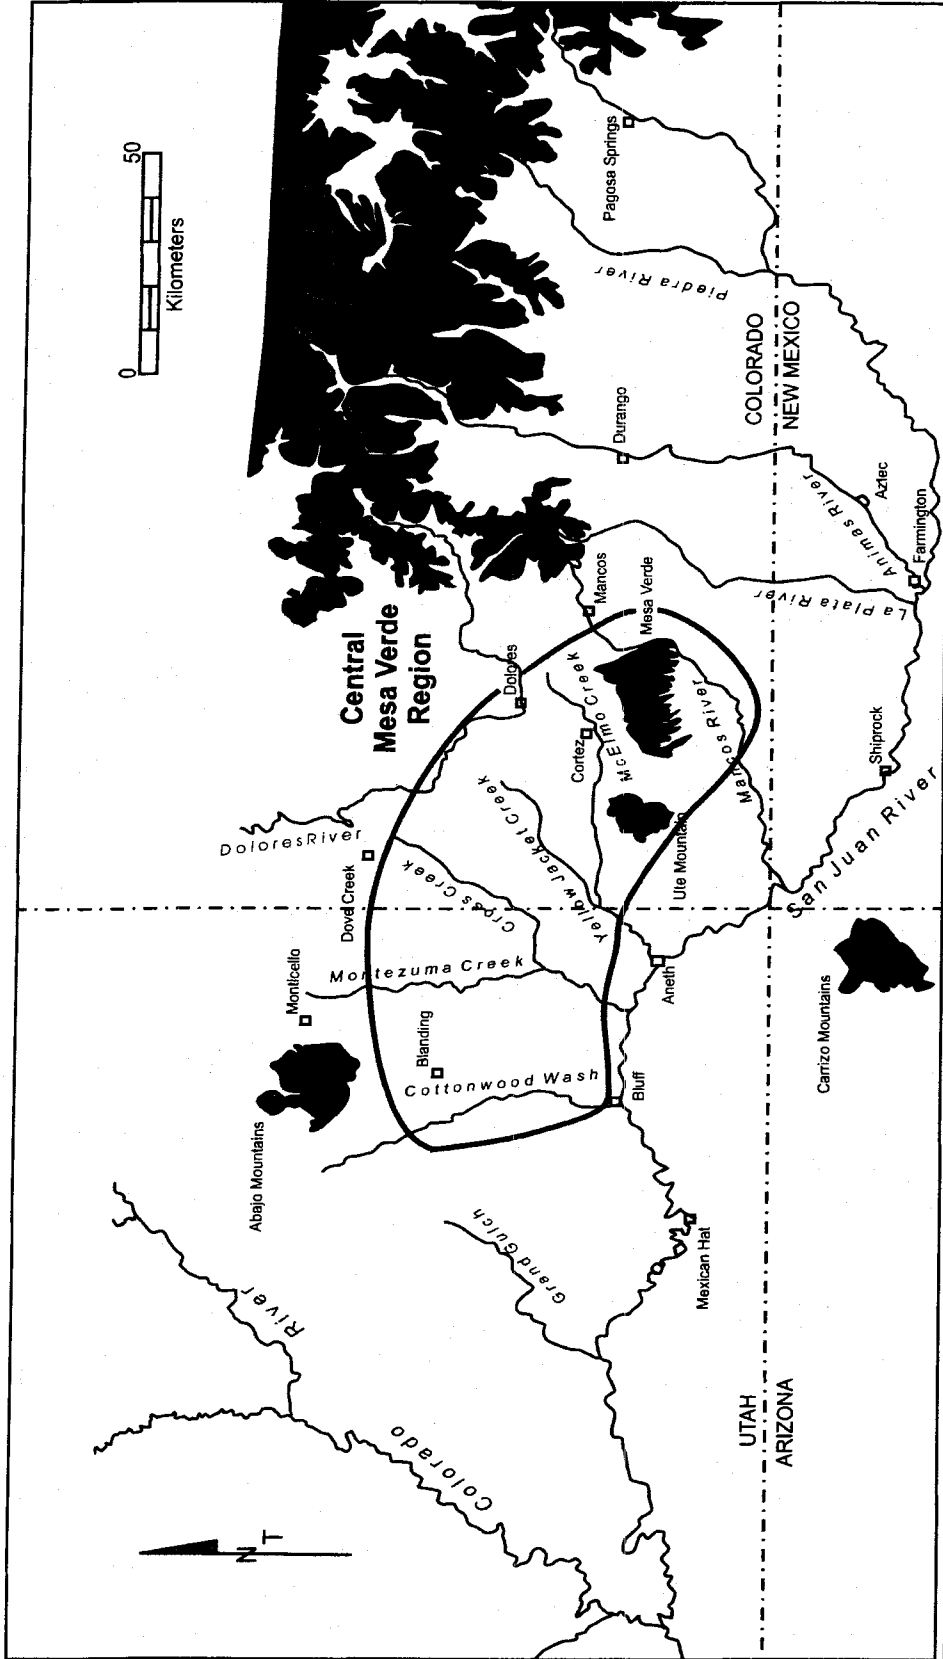 0
50
Kilometers
Central
Mesa Verde
Region
Colorado
River
Abajo Mountains
Monticello
Dove Creek
Dolores River
Dolores
Blanding
Montezuma Creek
Cross Creek
Yellow Jacket Creek
Cottonwood Wash
Cortez
McElmo Creek
Mancos
Mesa Verde
Mancos River
Ute Mountain
Durango
Piedra River
Pagosa Springs
Grand Gulch
Mexican Hat
Bluff
Aneth
UTAH
ARIZONA
COLORADO
NEW MEXICO
San Juan River
Carrizo Mountains
Shiprock
La Plata River
Animas River
Aztec
Farmington
N
T